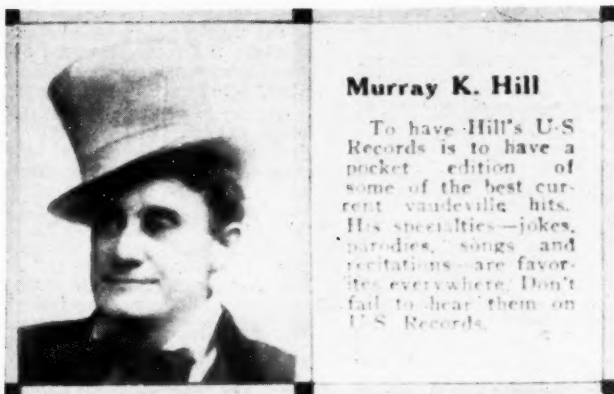 Murray K. Hill
To have Hill's U-S
Records is to have a
pocket edition of
some of the best cur-
rent vaudeville hits.
His specialties—jokes,
parodies, songs and
recitations—are favor-
ites everywhere. Don't
fail to hear them on
U-S Records.